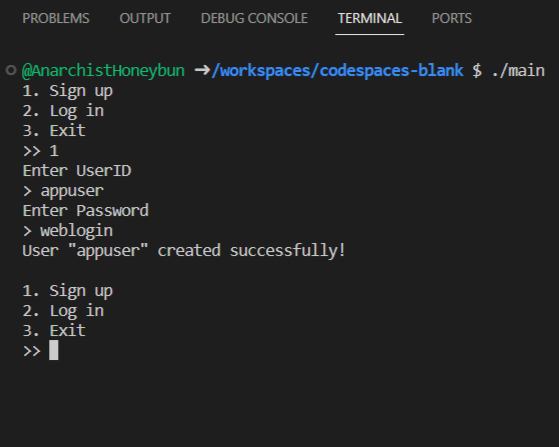 PROBLEMS OUTPUT DEBUG CONSOLE TERMINAL PORTS
@AnarchistHoneybun ➜/workspaces/codespaces-blank $ ./main
1. Sign up
2. Log in
3. Exit
>> 1
Enter UserID
> appuser
Enter Password
> weblogin
User "appuser" created successfully!
1. Sign up
2. Log in
3. Exit
>>